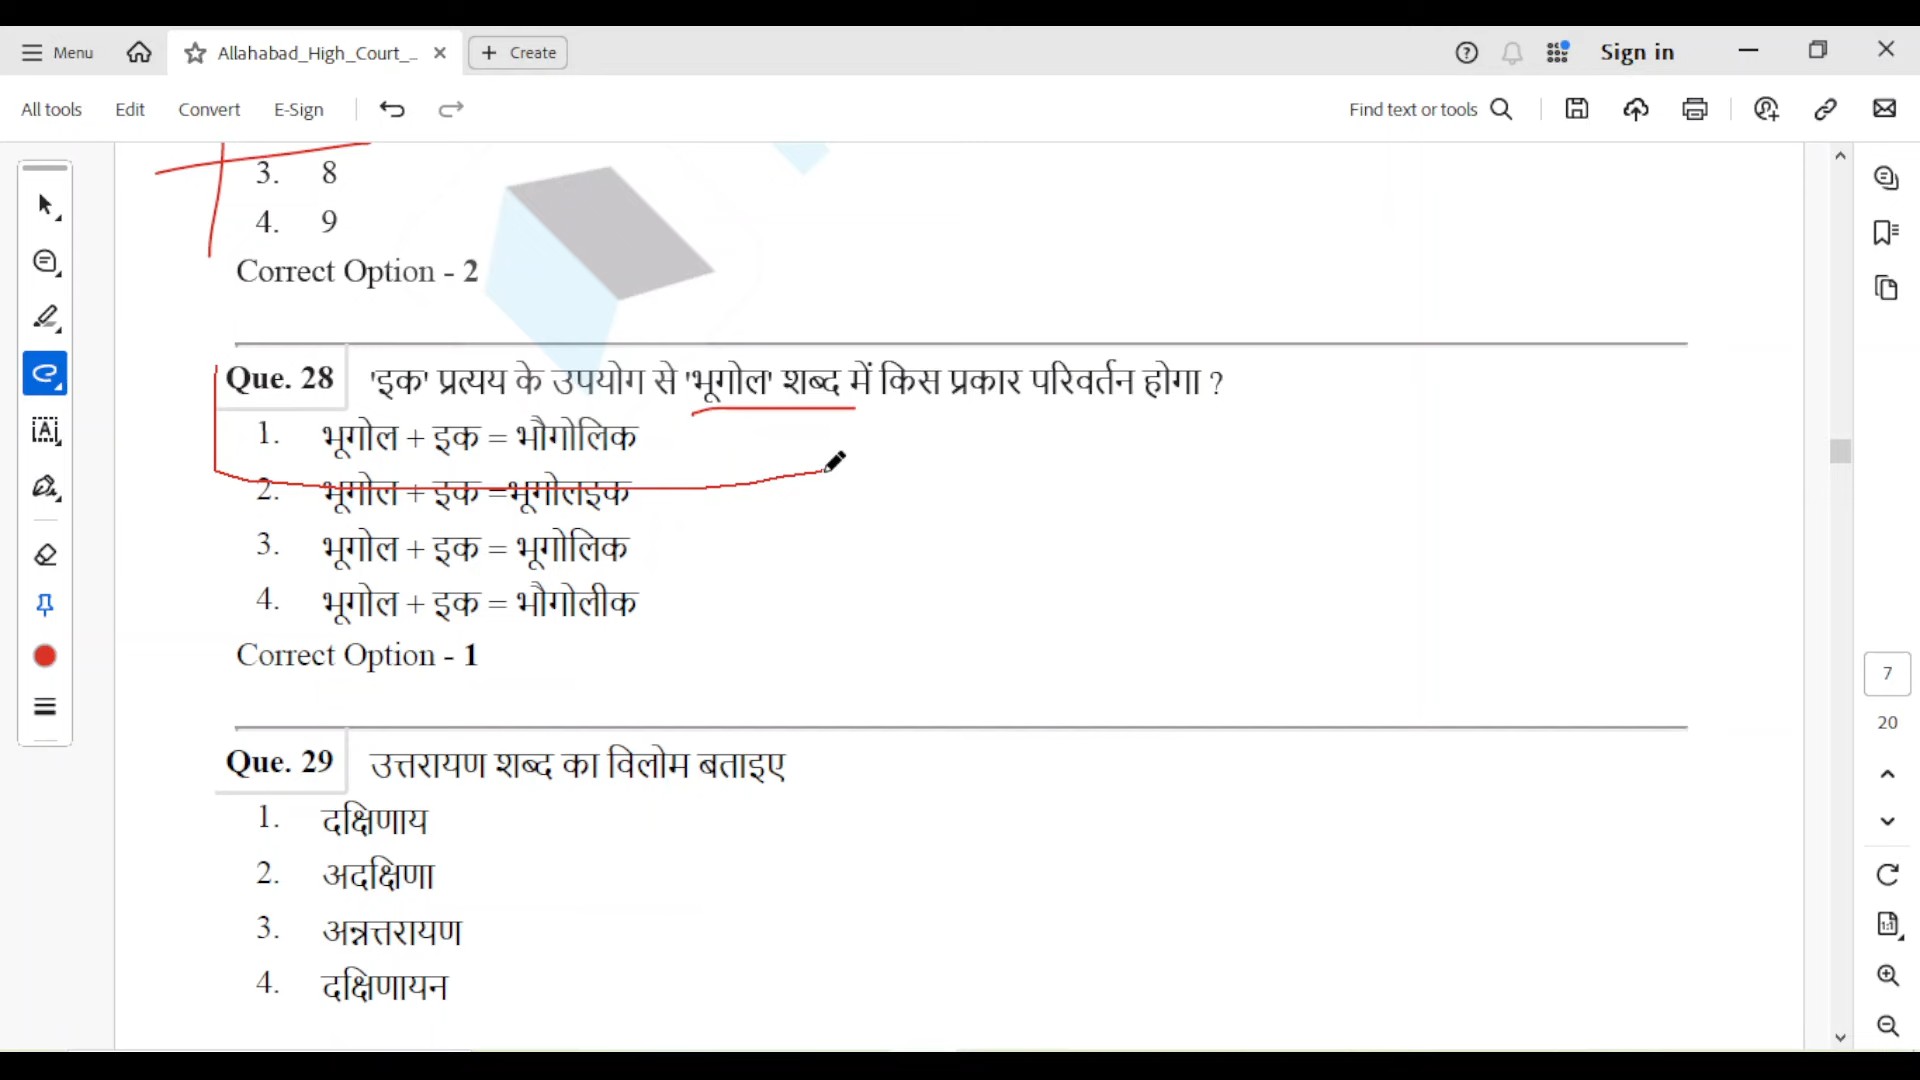 Menu
Allahabad_High_Court_...
Create
Sign in
All tools
Edit
Convert
E-Sign
Find text or tools
3. 8
4. 9
Correct Option - 2
Que. 28 'इक' प्रत्यय के उपयोग से 'भूगोल' शब्द में किस प्रकार परिवर्तन होगा ?
1. भूगोल + इक = भौगोलिक
2. भूगोल + इक =भूगोलइक
3. भूगोल + इक = भूगोलिक
4. भूगोल + इक = भौगोलीक
Correct Option - 1
Que. 29 उत्तरायण शब्द का विलोम बताइए
1. दक्षिणाय
2. अदक्षिणा
3. अन्नत्तरायण
4. दक्षिणायन
7
20